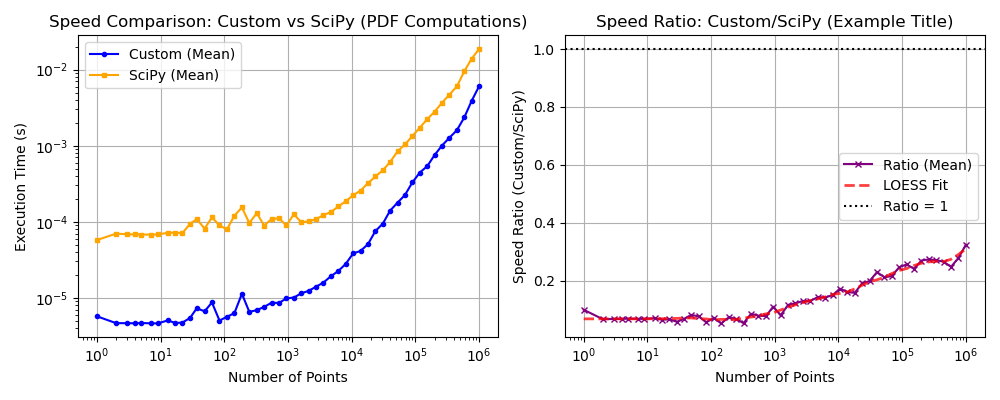 Speed Comparison: Custom vs SciPy (PDF Computations)
Custom (Mean)
SciPy (Mean)
10⁻²
10⁻³
10⁻⁴
10⁻⁵
Execution Time (s)
10⁰ 10¹ 10² 10³ 10⁴ 10⁵ 10⁶
Number of Points
Speed Ratio: Custom/SciPy (Example Title)
1.0
0.8
0.6
0.4
0.2
Speed Ratio (Custom/SciPy)
Ratio (Mean)
LOESS Fit
Ratio = 1
10⁰ 10¹ 10² 10³ 10⁴ 10⁵ 10⁶
Number of Points